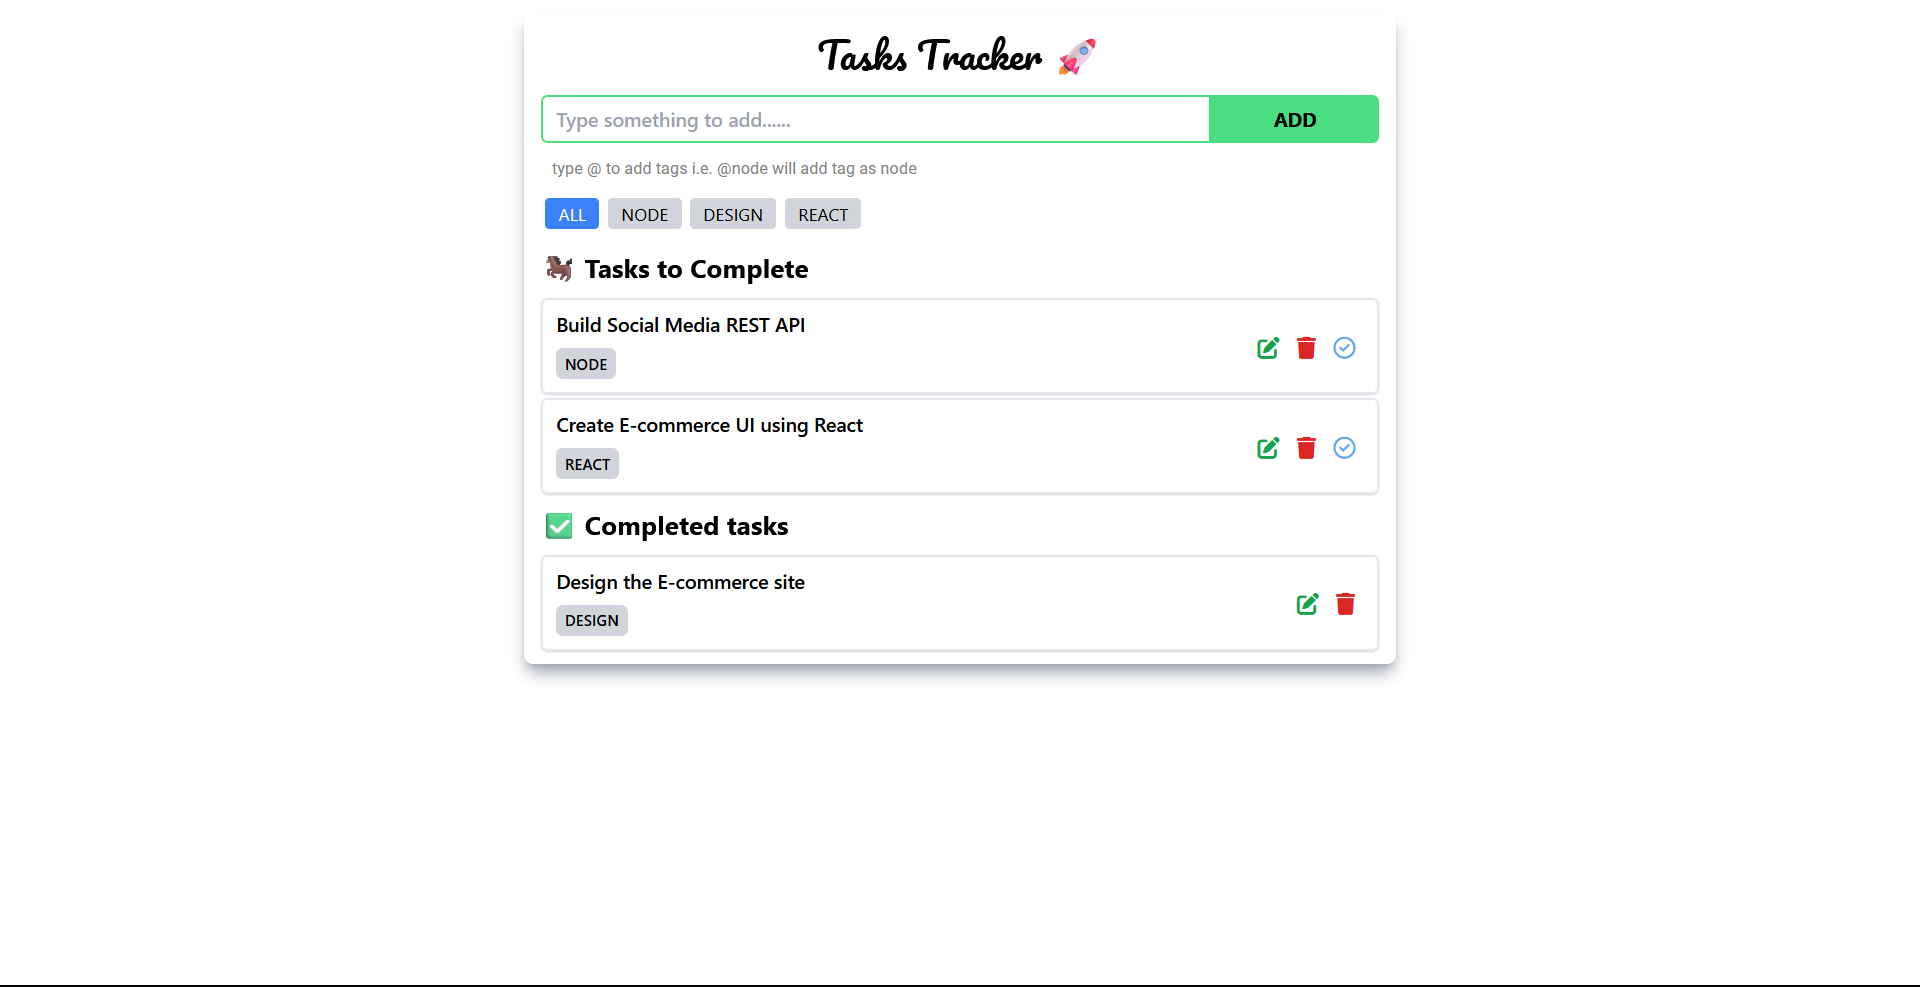 Tasks Tracker 🚀
Type something to add......
ADD
type @ to add tags i.e. @node will add tag as node
ALL NODE DESIGN REACT
🐎 Tasks to Complete
Build Social Media REST API
NODE
Create E-commerce UI using React
REACT
✅ Completed tasks
Design the E-commerce site
DESIGN